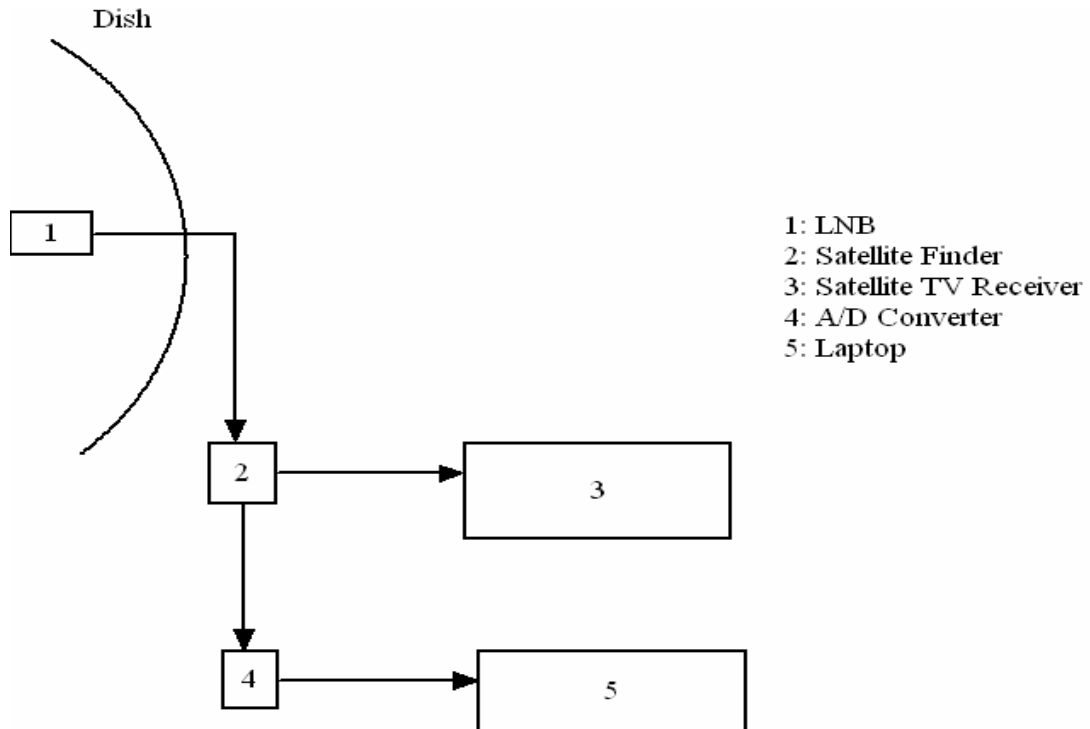 Dish
1
1: LNB
2: Satellite Finder
3: Satellite TV Receiver
4: A/D Converter
5: Laptop
2
3
4
5